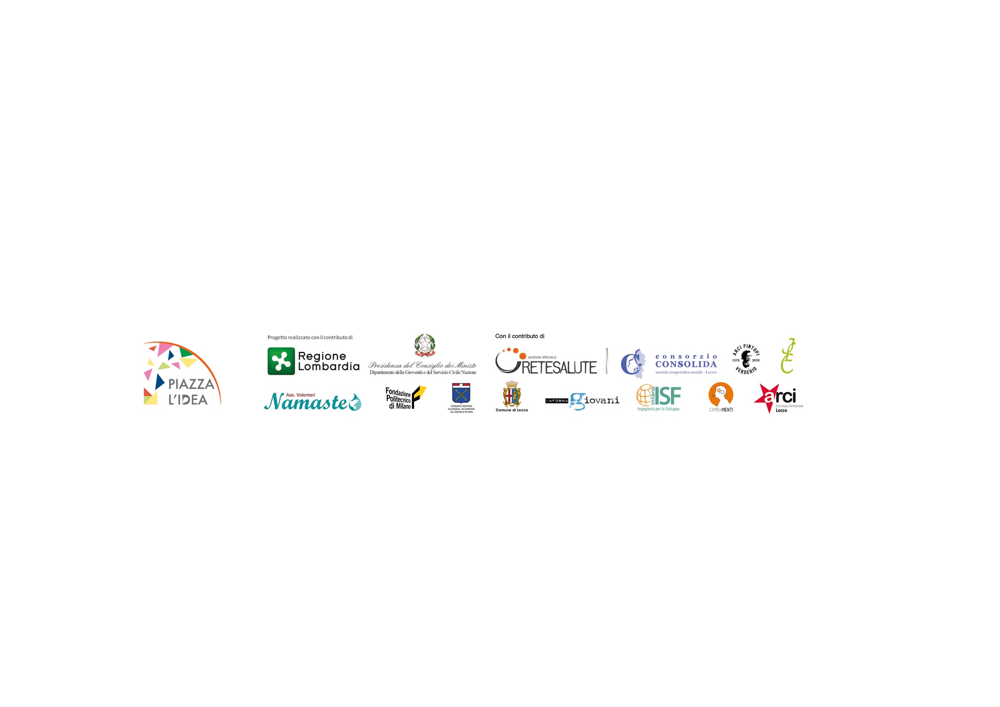 PIAZZA
L'IDEA
Progetto realizzato con il contributo di
Regione
Lombardia
Presidenza del Consiglio dei Ministr
Dipartimento della Gioventù e del Servizio Civile Naziona
Con il contributo di
AZIENDA SPECIALE
RETESALUTE
consorzio
CONSOLIDA
società cooperativa sociale - Lecco
ARCI PINTUPI
ESTD. 2005
VERDERIO
Ass. Volontari
Namaste
Fondazione
Politecnico
di Milano
COMUNITA' MONTANA
VALSASSINA, VALVARRONE,
VAL D'ESINO E RIVIERA
Comune di Lecco
INFORMA giovani
milano ISF
Ingegneria per lo Sviluppo
CAMBIAMENTI
arci
Comitato Territoriale
Lecco